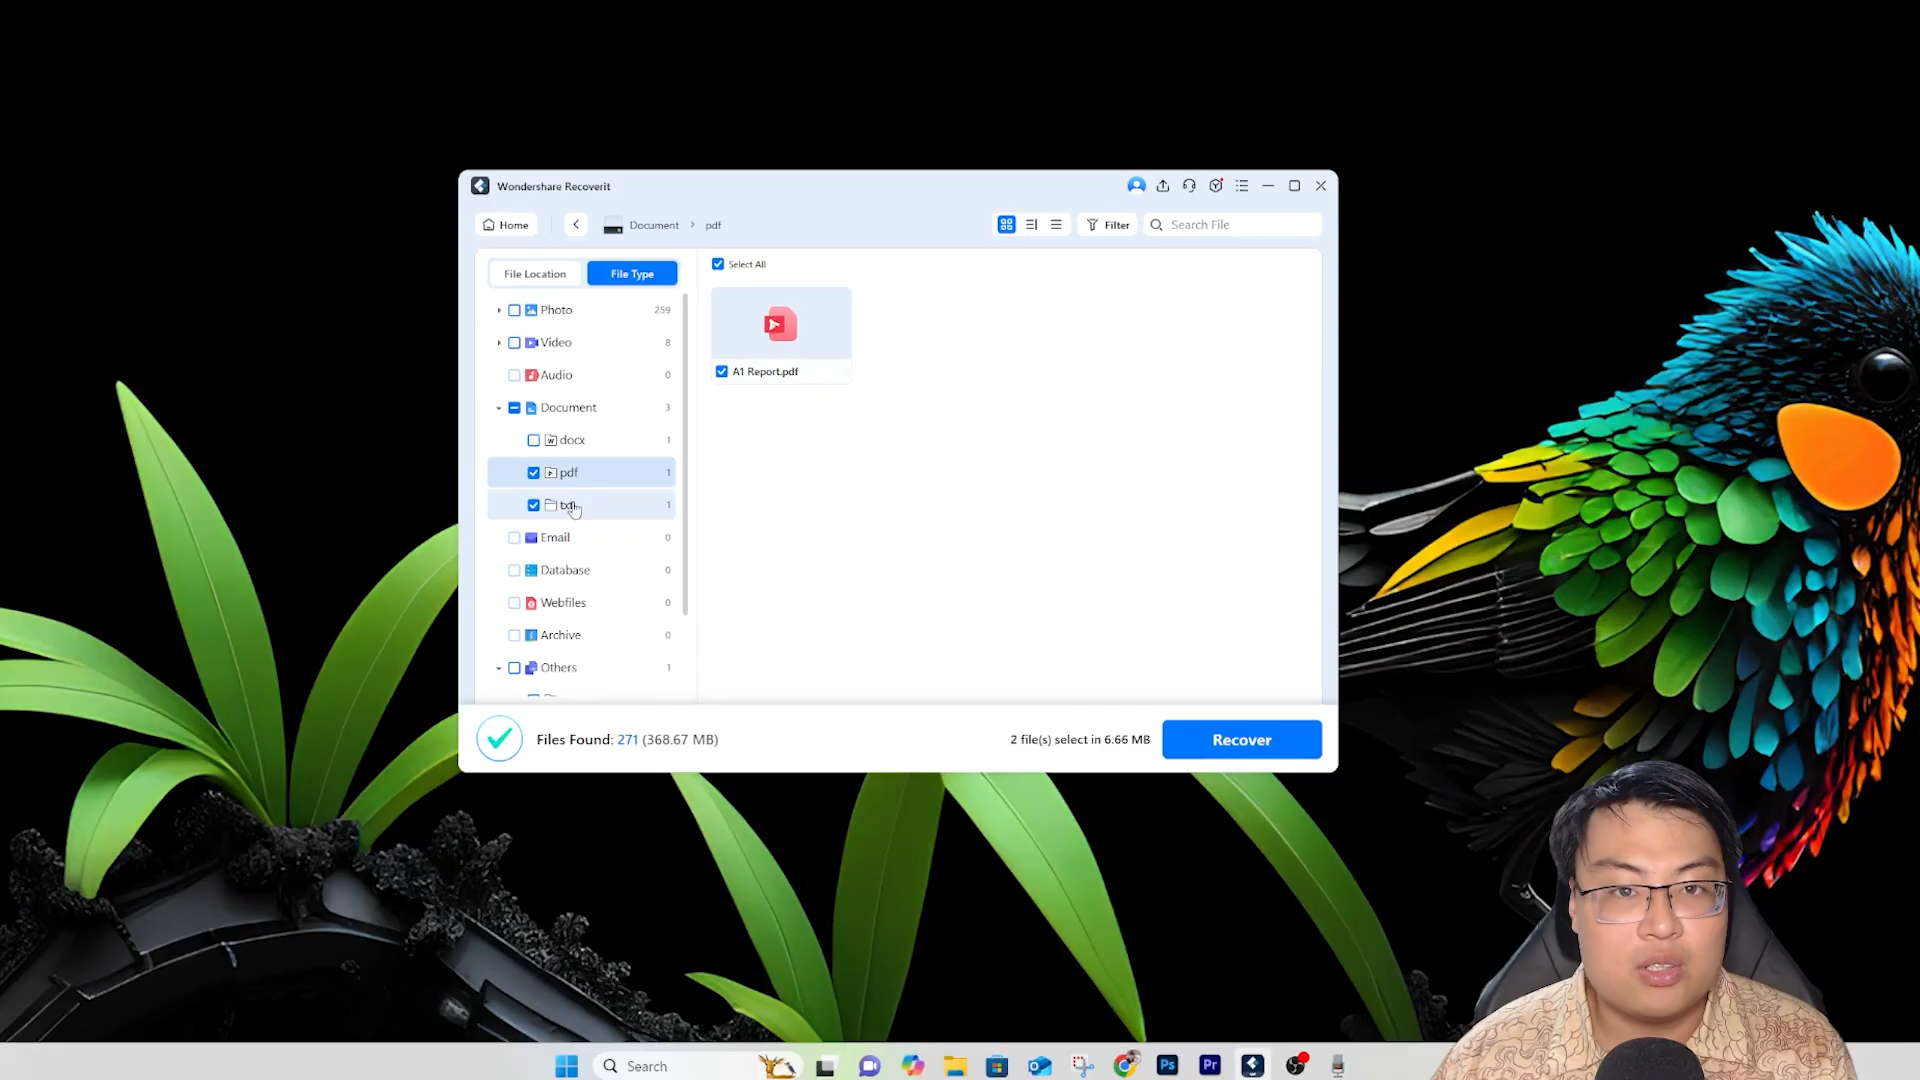 Wondershare Recoverit
Home
Document > pdf
Filter
Search File
File Location
File Type
Select All
Photo 259
Video 8
Audio 0
Document 3
docx 1
pdf 1
1
Email 0
Database 0
Webfiles 0
Archive 0
Others 1
A1 Report.pdf
Files Found: 271 (368.67 MB)
2 file(s) select in 6.66 MB
Recover
Search
Ps
Pr